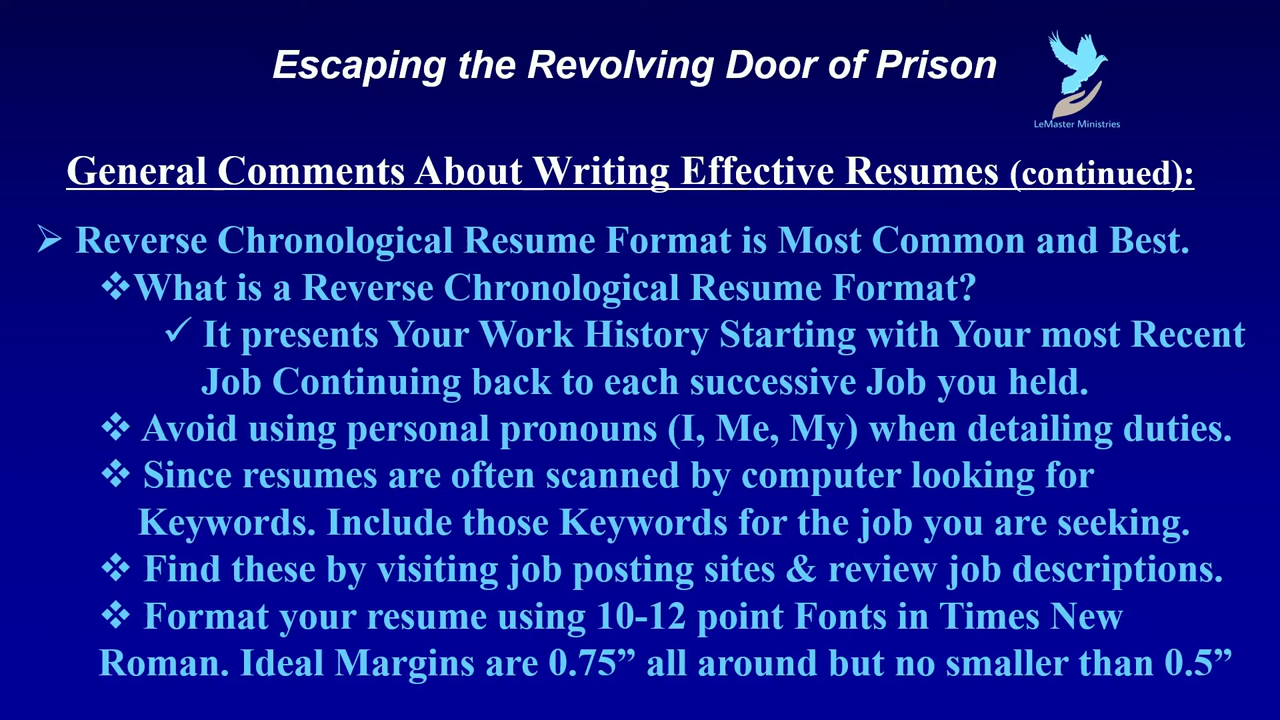 Escaping the Revolving Door of Prison
LeMaster Ministries
General Comments About Writing Effective Resumes (continued):
➢ Reverse Chronological Resume Format is Most Common and Best.
❖What is a Reverse Chronological Resume Format?
✓ It presents Your Work History Starting with Your most Recent
Job Continuing back to each successive Job you held.
❖ Avoid using personal pronouns (I, Me, My) when detailing duties.
❖ Since resumes are often scanned by computer looking for
Keywords. Include those Keywords for the job you are seeking.
❖ Find these by visiting job posting sites & review job descriptions.
❖ Format your resume using 10-12 point Fonts in Times New
Roman. Ideal Margins are 0.75” all around but no smaller than 0.5”